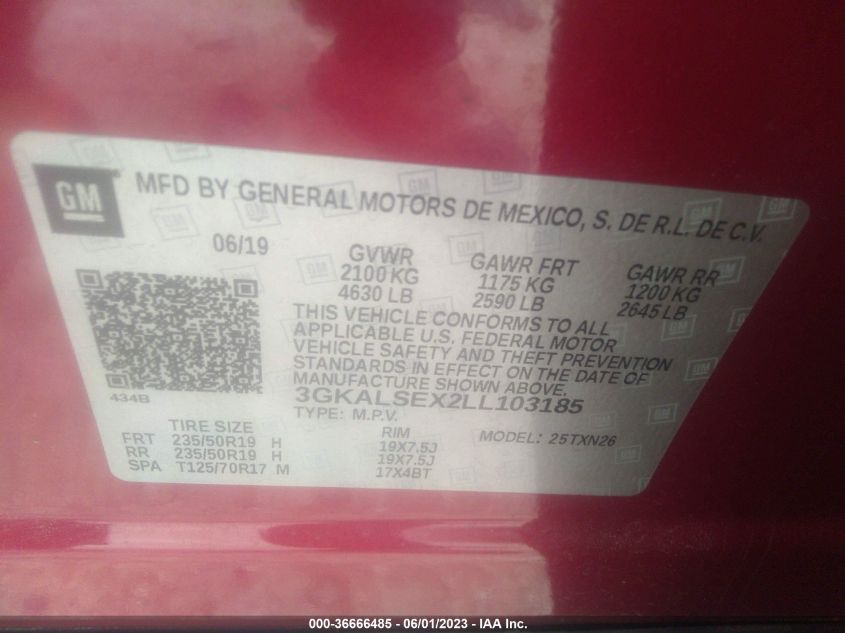 GM MFD BY GENERAL MOTORS DE MEXICO, S. DE R.L. DE C.V.
06/19
GVWR GAWR FRT GAWR RR
2100 KG 1175 KG 1200 KG
4630 LB 2590 LB 2645 LB
THIS VEHICLE CONFORMS TO ALL
APPLICABLE U.S. FEDERAL MOTOR
VEHICLE SAFETY AND THEFT PREVENTION
STANDARDS IN EFFECT ON THE DATE OF
MANUFACTURE SHOWN ABOVE.
434B
3GKALSEX2LL103185
TYPE: M.P.V. MODEL: 25TXN26
TIRE SIZE RIM
FRT 235/50R19 H 19X7.5J
RR 235/50R19 H 19X7.5J
SPA T125/70R17 M 17X4BT
000-36666485 - 06/01/2023 - IAA Inc.